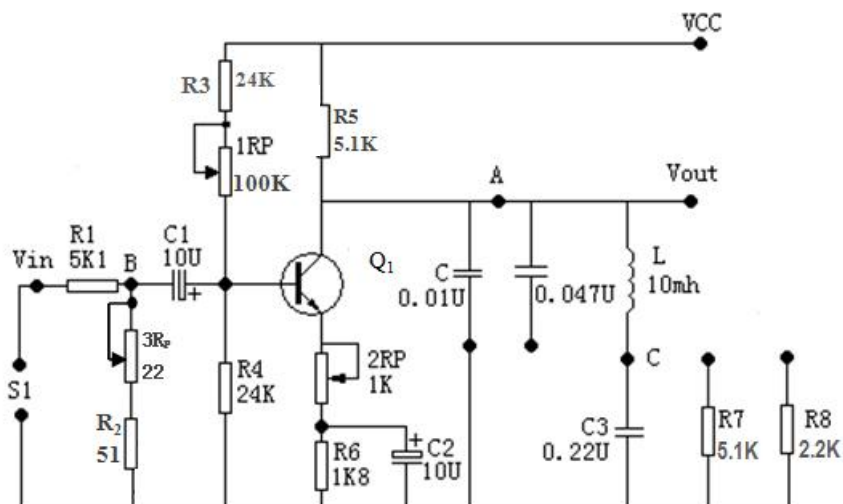 VCC
R3
24K
R5
5.1K
1RP
100K
A
Vout
R1
5K1
B
C1
10U
+
Vin
Q1
C
0.01U
0.047U
L
10mh
3RP
22
S1
R2
51
R4
24K
2RP
1K
C
+
C2
10U
R6
1K8
C3
0.22U
R7
5.1K
R8
2.2K